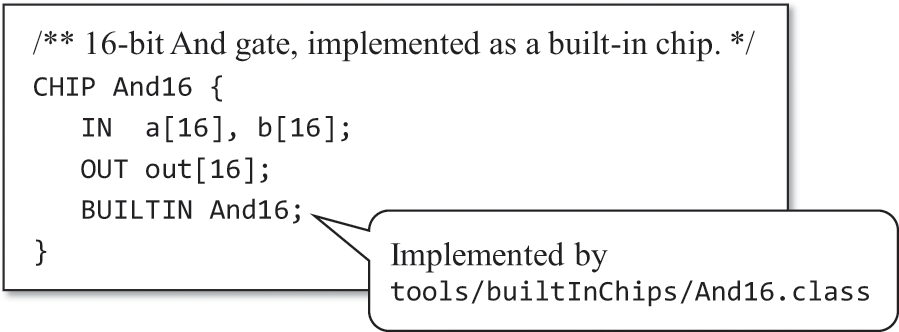 /** 16-bit And gate, implemented as a built-in chip. */
CHIP And16 {
   IN  a[16], b[16];
   OUT out[16];
   BUILTIN And16;
}
Implemented by
tools/builtInChips/And16.class